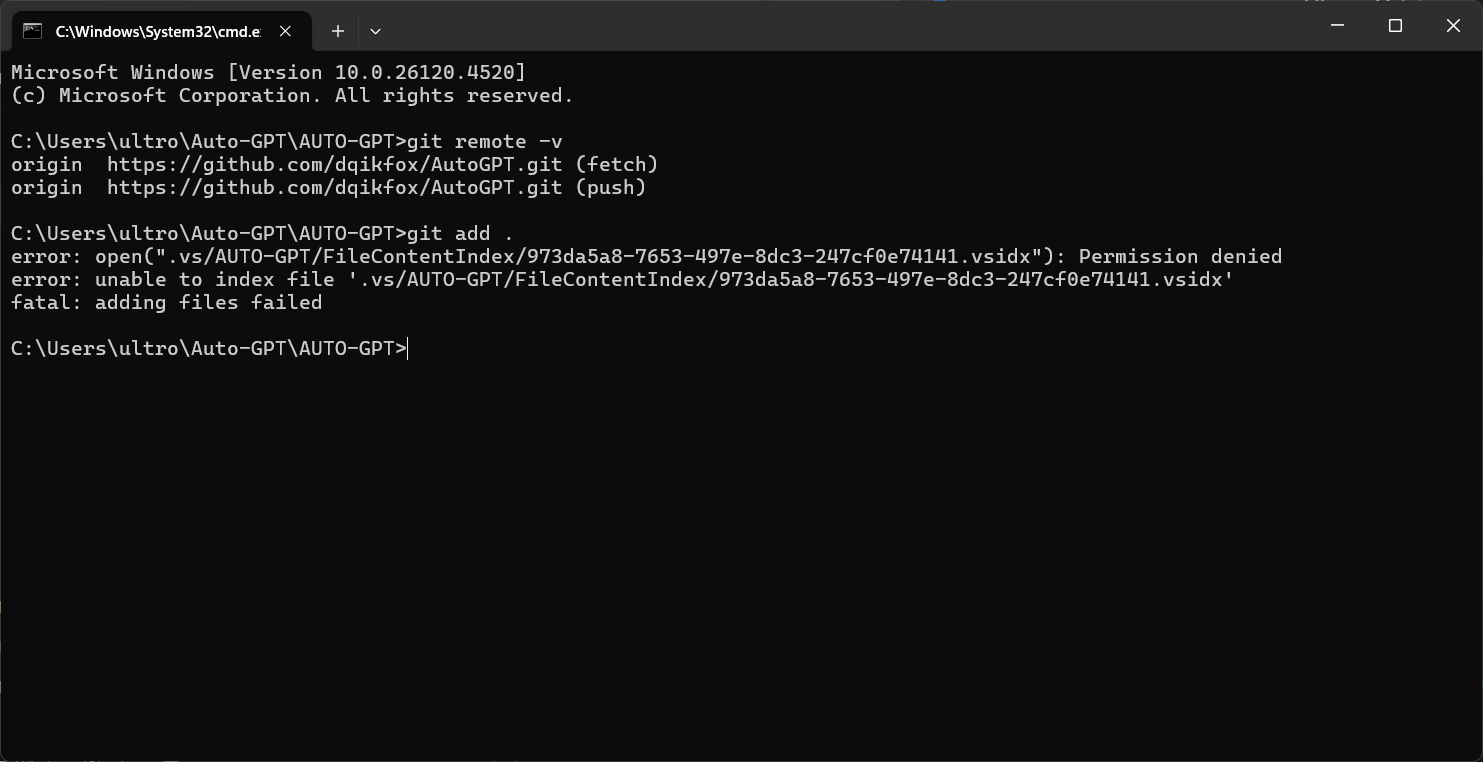 C:\Windows\System32\cmd.e
Microsoft Windows [Version 10.0.26120.4520]
(c) Microsoft Corporation. All rights reserved.
C:\Users\ultro\Auto-GPT\AUTO-GPT>git remote -v
origin  https://github.com/dqikfox/AutoGPT.git (fetch)
origin  https://github.com/dqikfox/AutoGPT.git (push)
C:\Users\ultro\Auto-GPT\AUTO-GPT>git add .
error: open(".vs/AUTO-GPT/FileContentIndex/973da5a8-7653-497e-8dc3-247cf0e74141.vsidx"): Permission denied
error: unable to index file '.vs/AUTO-GPT/FileContentIndex/973da5a8-7653-497e-8dc3-247cf0e74141.vsidx'
fatal: adding files failed
C:\Users\ultro\Auto-GPT\AUTO-GPT>